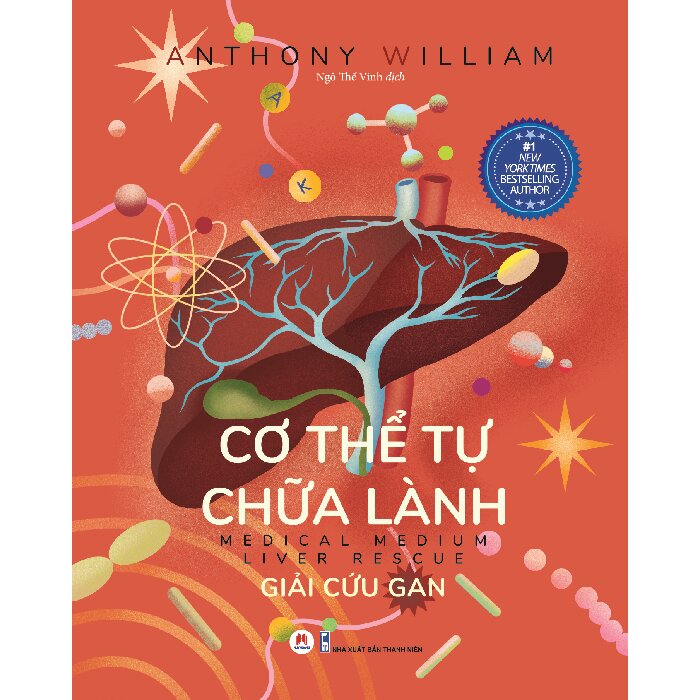 ANTHONY WILLIAM
Ngô Thế Vinh dịch
A
K
#1
NEW
YORK TIMES
BESTSELLING
AUTHOR
CƠ THỂ TỰ
CHỮA LÀNH
MEDICAL MEDIUM
LIVER RESCUE
GIẢI CỨU GAN
NHÀ XUẤT BẢN THANH NIÊN